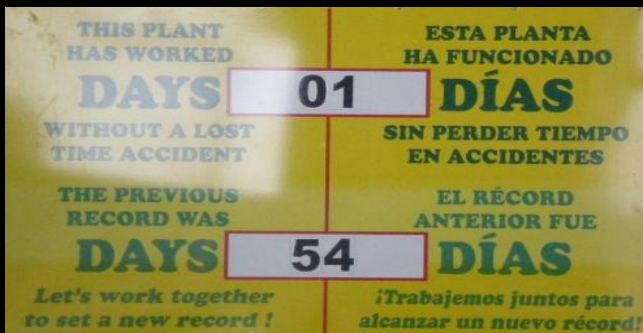 THIS PLANT
HAS WORKED
DAYS
WITHOUT A LOST
TIME ACCIDENT
01
ESTA PLANTA
HA FUNCIONADO
DÍAS
SIN PERDER TIEMPO
EN ACCIDENTES
THE PREVIOUS
RECORD WAS
DAYS
Let's work together
to set a new record !
54
EL RÉCORD
ANTERIOR FUE
DÍAS
¡Trabajemos juntos para
alcanzar un nuevo récord!